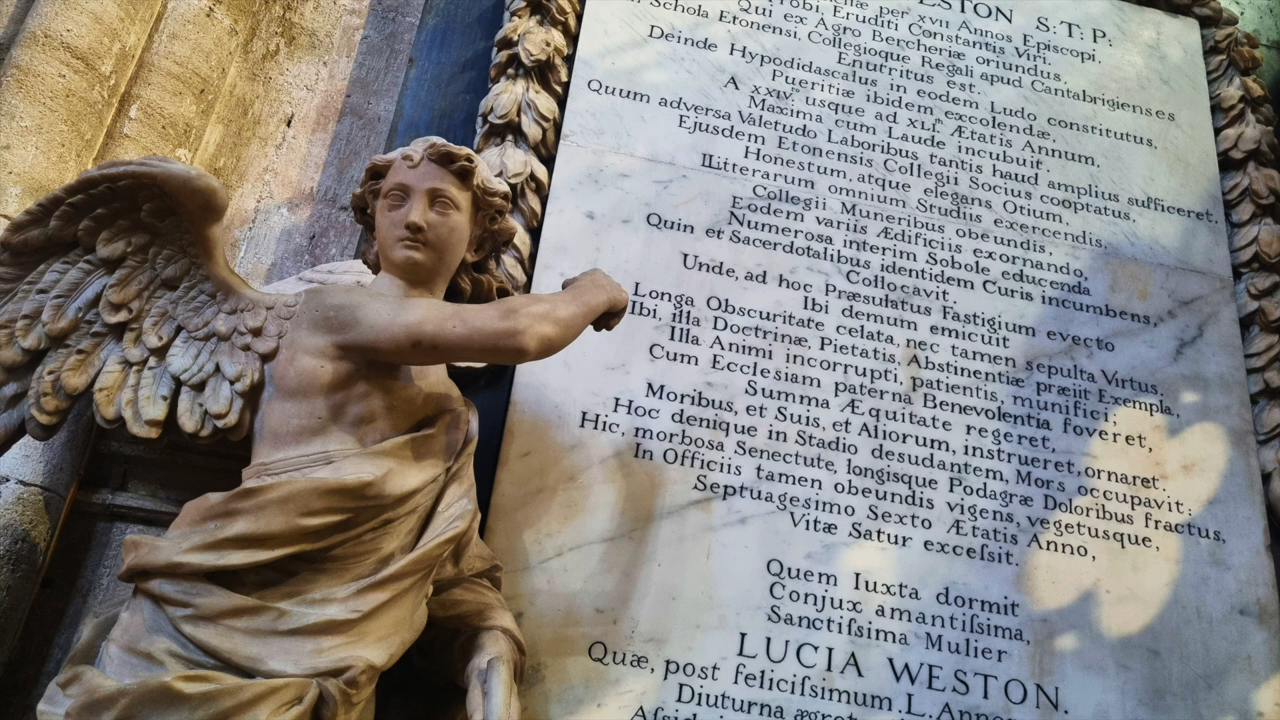 WESTON S:T:P:
per XVII Annos Episcopi.
Probi, Eruditi Constantis Viri.
Qui ex Agro Bercheriæ oriundus,
Schola Etonensi, Collegioque Regali apud Cantabrigienses
Enutritus est.
Deinde Hypodidascalus in eodem Ludo constitutus,
Pueritiæ ibidem excolendæ,
A XXIV.to usque ad XLI.m Ætatis Annum.
Maxima cum Laude incubuit.
Quum adversa Valetudo Laboribus tantis haud amplius sufficeret.
Ejusdem Etonensis Collegii Socius cooptatus,
Honestum, atque elegans Otium,
Litterarum omnium Studiis exercendis,
Collegii Muneribus obeundis,
Eodem variis Ædificiis exornando,
Numerosa interim Sobole educenda
Quin et Sacerdotalibus identidem Curis incumbens,
Collocavit.
Unde, ad hoc Præsulatus Fastigium evecto
Ibi demum emicuit
Longa Obscuritate celata, nec tamen sepulta Virtus,
Ibi, illa Doctrinæ, Pietatis, Abstinentiæ præiit Exempla,
Illa Animi incorrupti, patientis, munifici;
Cum Ecclesiam paterna Benevolentia foveret,
Summa Æquitate regeret,
Moribus, et Suis, et Aliorum, instrueret, ornaret.
Hoc denique in Stadio desudantem, Mors occupavit:
Hic, morbosa Senectute, longisque Podagræ Doloribus fractus,
In Officiis tamen obeundis vigens, vegetusque,
Septuagesimo Sexto Ætatis Anno,
Vitæ Satur exceſsit.
Quem Iuxta dormit
Conjux amantiſsima,
Sanctiſsima Mulier
LUCIA WESTON.
Quæ, post feliciſsimum .L. Annor
Diuturna